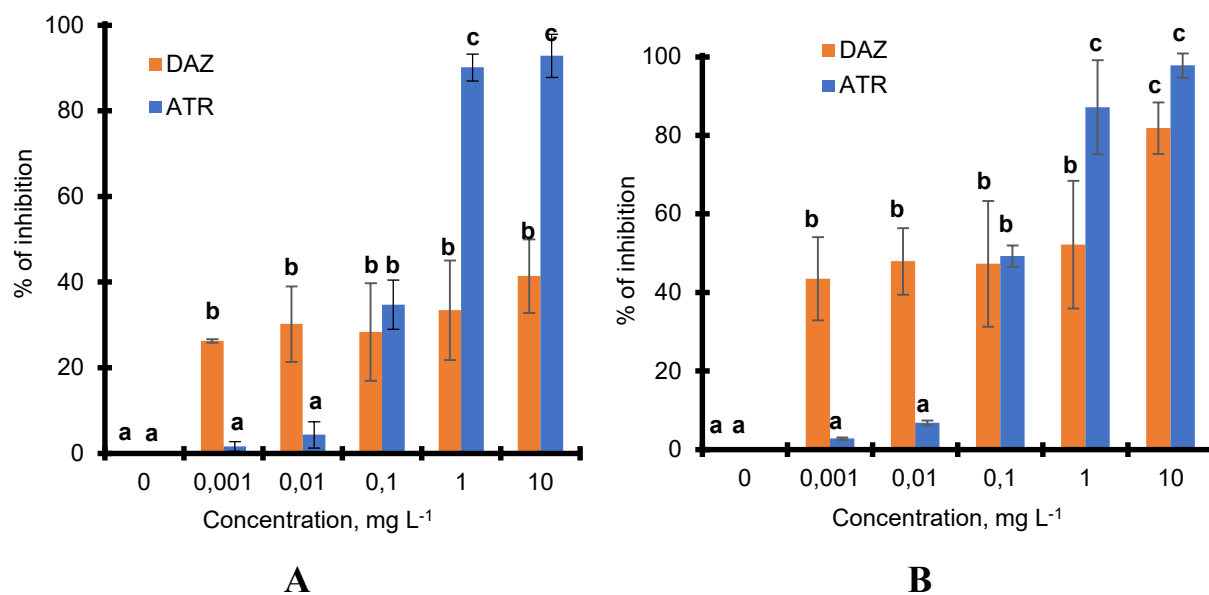 100
80
60
40
20
0
% of inhibition
DAZ
ATR
a a
b a
b a
b b
b c
b c
0 0,001 0,01 0,1 1 10
Concentration, mg L-1
A
100
80
60
40
20
0
% of inhibition
DAZ
ATR
a a
b a
b a
b b
b c
c c
0 0,001 0,01 0,1 1 10
Concentration, mg L-1
B